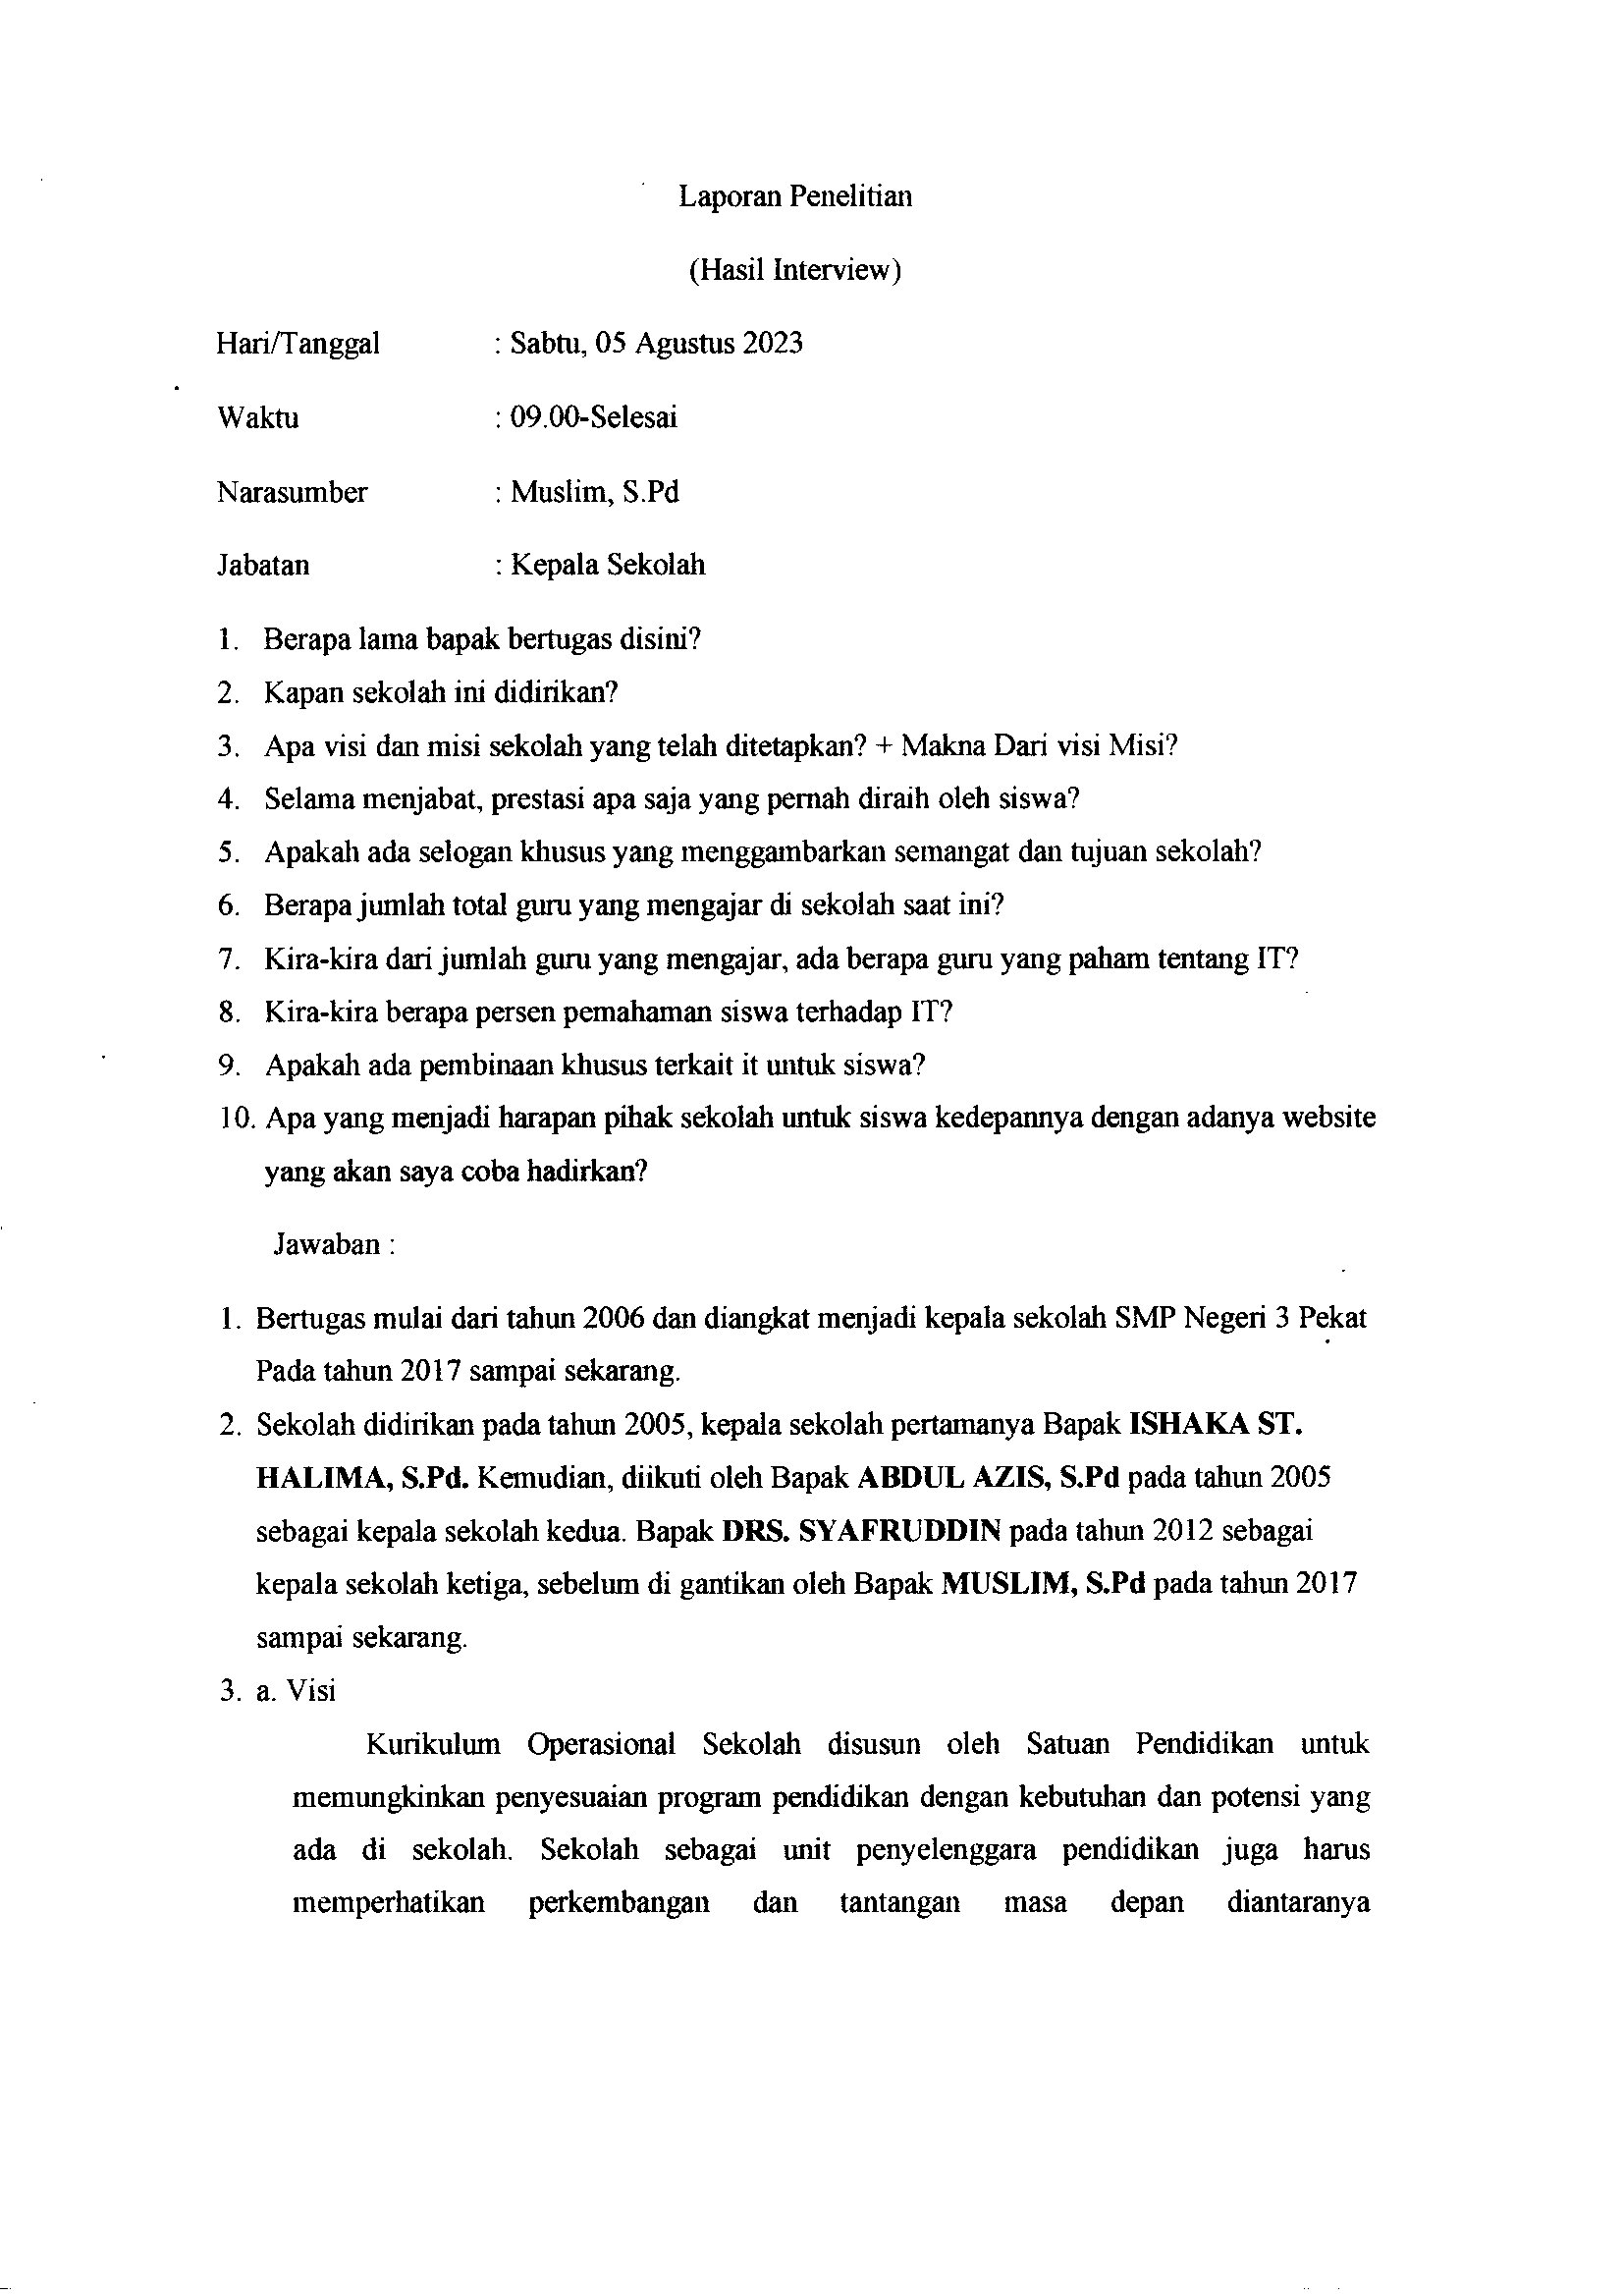 Laporan Penelitian
(Hasil Interview)
Hari/Tanggal : Sabtu, 05 Agustus 2023
Waktu : 09.00-Selesai
Narasumber : Muslim, S.Pd
Jabatan : Kepala Sekolah
1. Berapa lama bapak bertugas disini?
2. Kapan sekolah ini didirikan?
3. Apa visi dan misi sekolah yang telah ditetapkan? + Makna Dari visi Misi?
4. Selama menjabat, prestasi apa saja yang pernah diraih oleh siswa?
5. Apakah ada selogan khusus yang menggambarkan semangat dan tujuan sekolah?
6. Berapa jumlah total guru yang mengajar di sekolah saat ini?
7. Kira-kira dari jumlah guru yang mengajar, ada berapa guru yang paham tentang IT?
8. Kira-kira berapa persen pemahaman siswa terhadap IT?
9. Apakah ada pembinaan khusus terkait it untuk siswa?
10. Apa yang menjadi harapan pihak sekolah untuk siswa kedepannya dengan adanya website
yang akan saya coba hadirkan?
Jawaban :
1. Bertugas mulai dari tahun 2006 dan diangkat menjadi kepala sekolah SMP Negeri 3 Pekat
Pada tahun 2017 sampai sekarang.
2. Sekolah didirikan pada tahun 2005, kepala sekolah pertamanya Bapak ISHAKA ST.
HALIMA, S.Pd. Kemudian, diikuti oleh Bapak ABDUL AZIS, S.Pd pada tahun 2005
sebagai kepala sekolah kedua. Bapak DRS. SYAFRUDDIN pada tahun 2012 sebagai
kepala sekolah ketiga, sebelum di gantikan oleh Bapak MUSLIM, S.Pd pada tahun 2017
sampai sekarang.
3. a. Visi
Kurikulum Operasional Sekolah disusun oleh Satuan Pendidikan untuk
memungkinkan penyesuaian program pendidikan dengan kebutuhan dan potensi yang
ada di sekolah. Sekolah sebagai unit penyelenggara pendidikan juga harus
memperhatikan perkembangan dan tantangan masa depan diantaranya